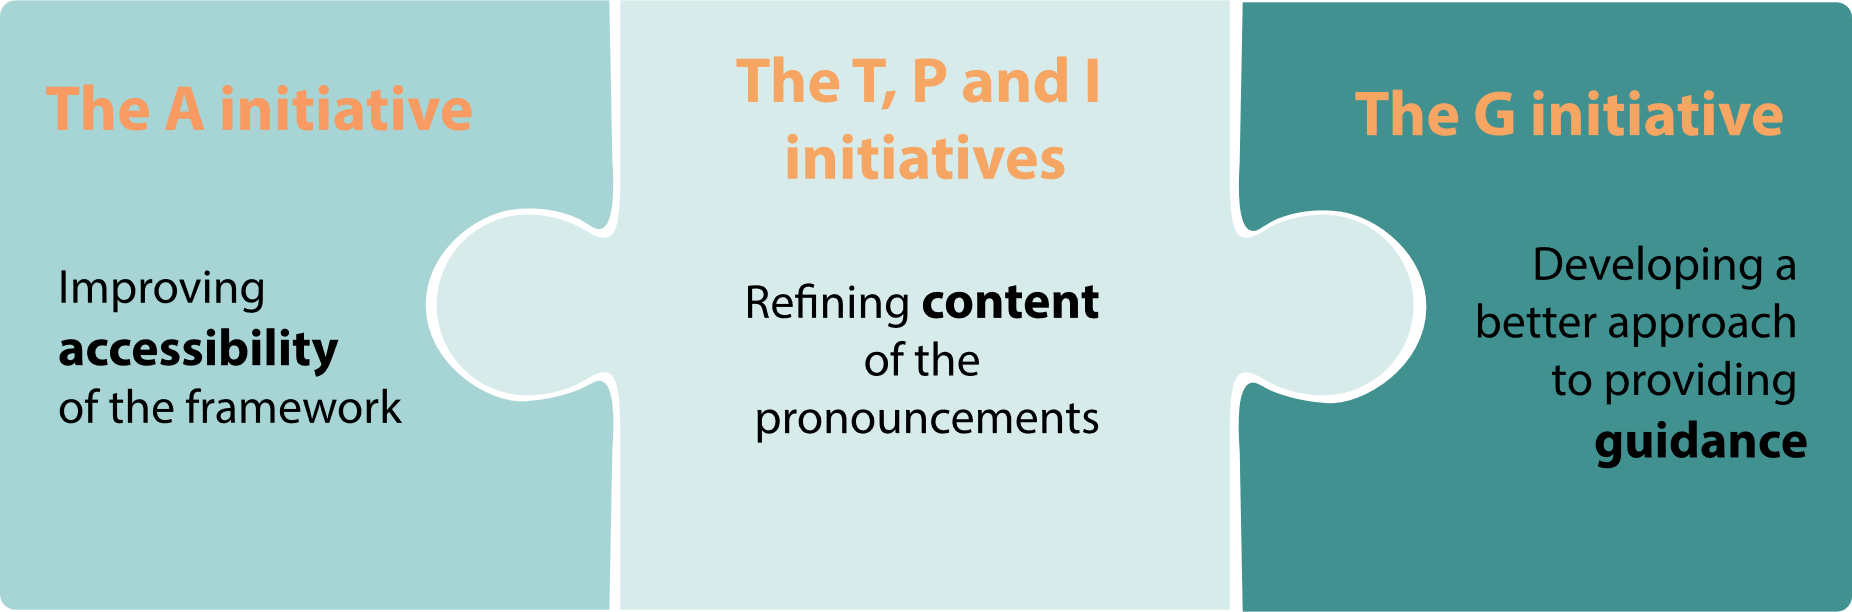 The A initiative
Improving
accessibility
of the framework
The T, P and I
initiatives
Refining content
of the
pronouncements
The G initiative
Developing a
better approach
to providing
guidance